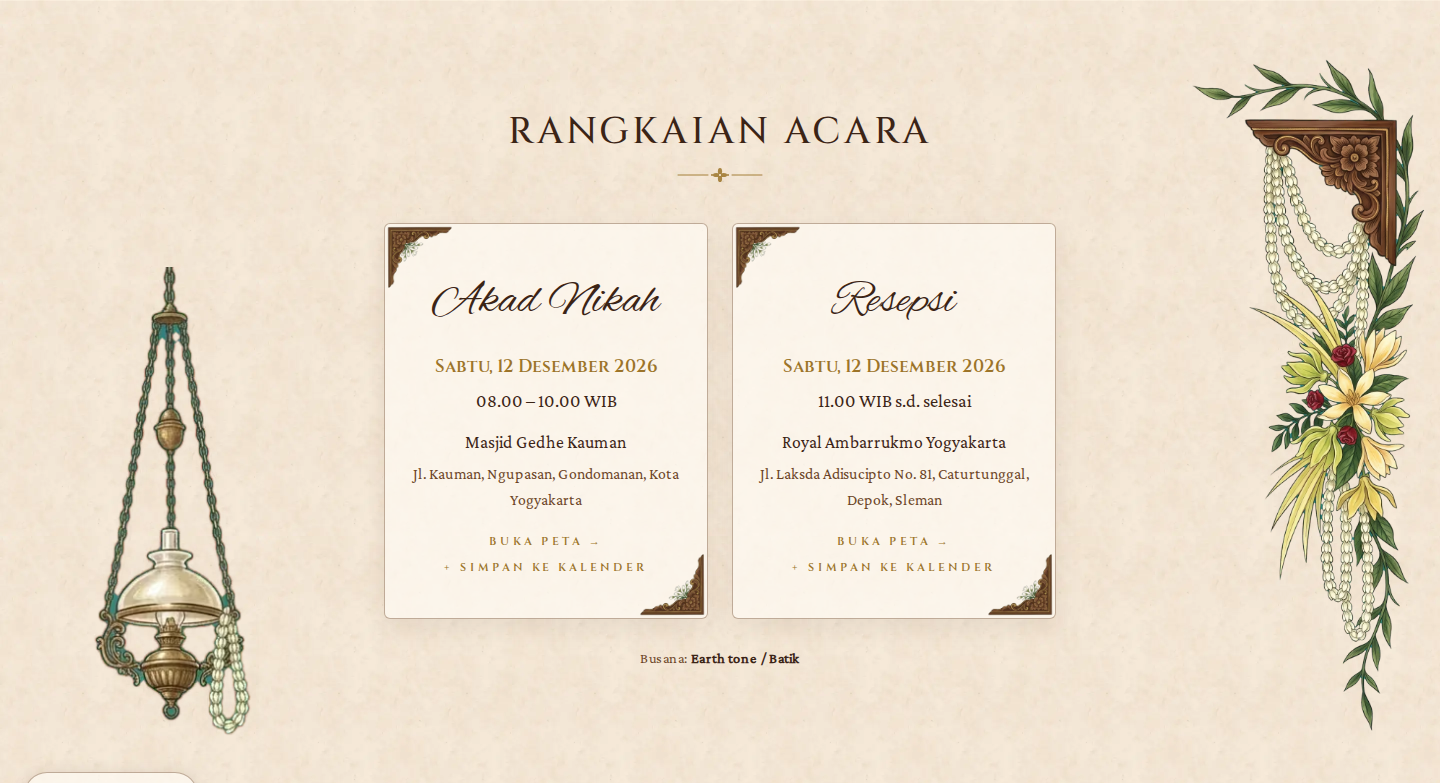 RANGKAIAN ACARA
Akad Nikah
SABTU, 12 DESEMBER 2026
08.00 – 10.00 WIB
Masjid Gedhe Kauman
Jl. Kauman, Ngupasan, Gondomanan, Kota
Yogyakarta
BUKA PETA →
+ SIMPAN KE KALENDER
Resepsi
SABTU, 12 DESEMBER 2026
11.00 WIB s.d. selesai
Royal Ambarrukmo Yogyakarta
Jl. Laksda Adisucipto No. 81, Caturtunggal,
Depok, Sleman
BUKA PETA →
+ SIMPAN KE KALENDER
Busana: Earth tone / Batik